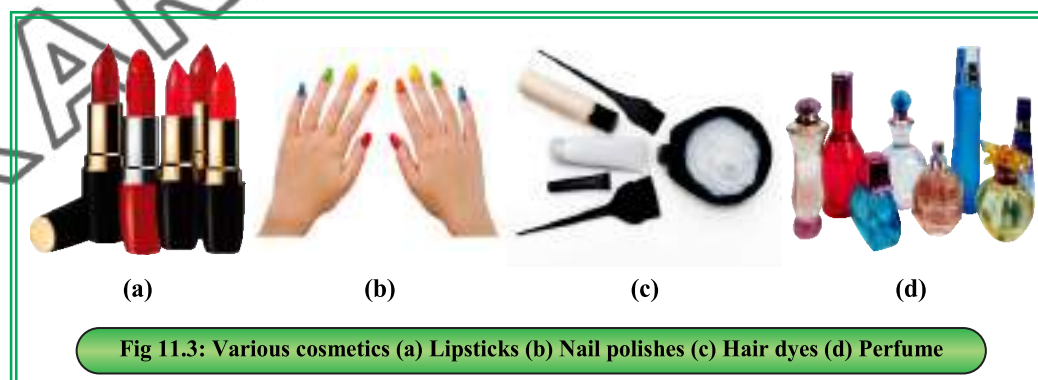 (a) (b) (c) (d)
Fig 11.3: Various cosmetics (a) Lipsticks (b) Nail polishes (c) Hair dyes (d) Perfume